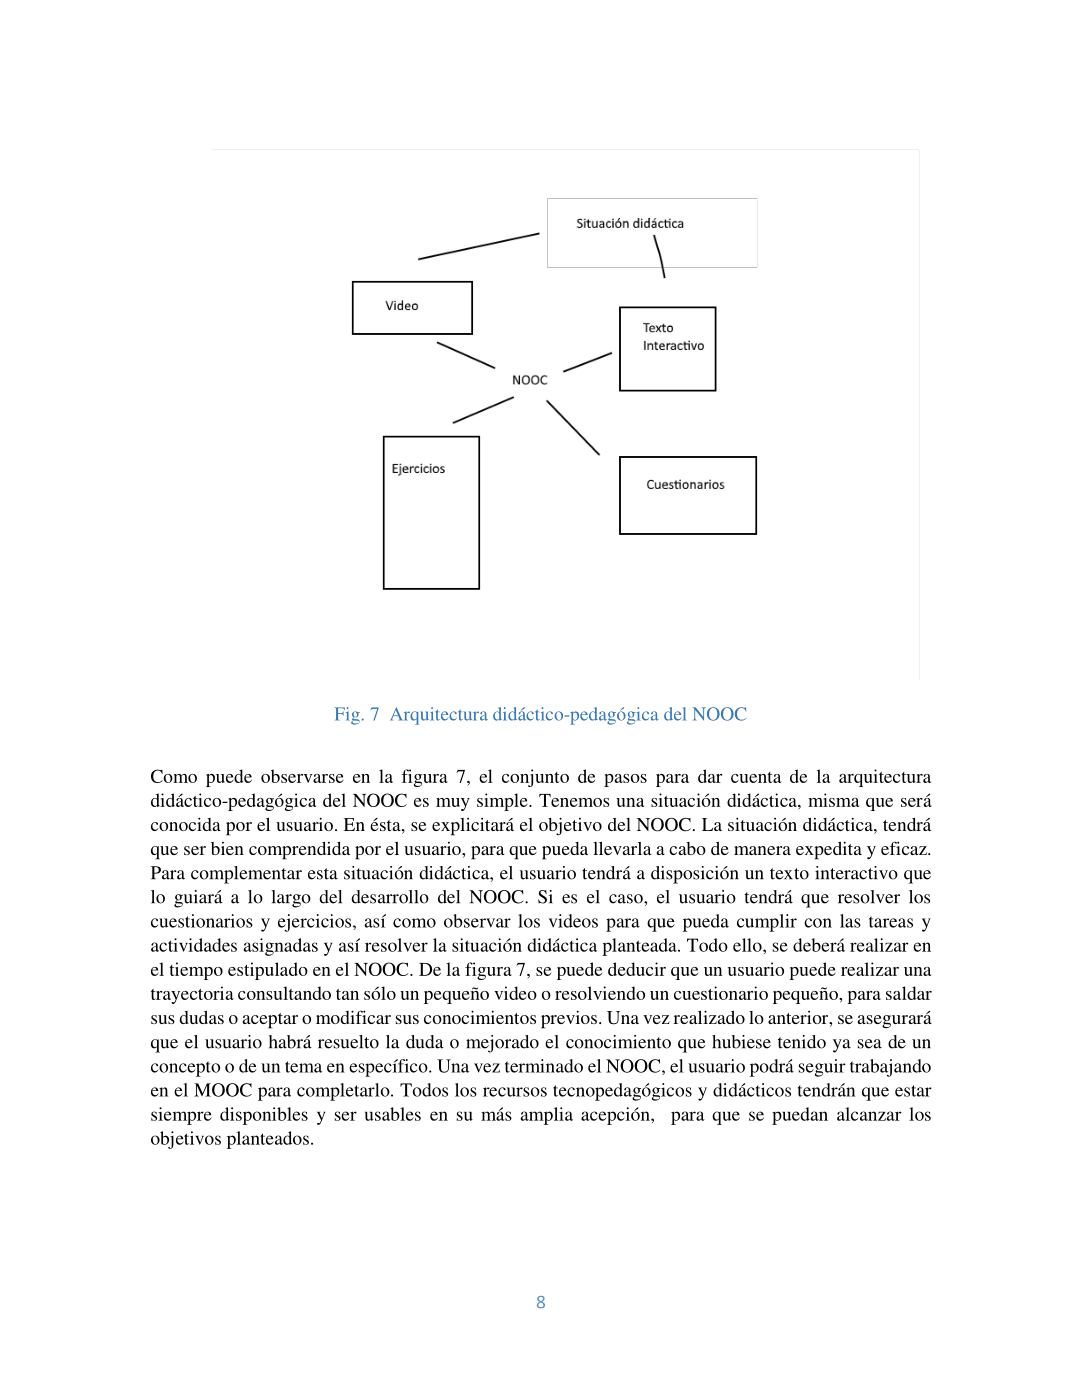 Situación didáctica
Video
Texto
Interactivo
NOOC
Ejercicios
Cuestionarios
Fig. 7  Arquitectura didáctico-pedagógica del NOOC
Como puede observarse en la figura 7, el conjunto de pasos para dar cuenta de la arquitectura
didáctico-pedagógica del NOOC es muy simple. Tenemos una situación didáctica, misma que será
conocida por el usuario. En ésta, se explicitará el objetivo del NOOC. La situación didáctica, tendrá
que ser bien comprendida por el usuario, para que pueda llevarla a cabo de manera expedita y eficaz.
Para complementar esta situación didáctica, el usuario tendrá a disposición un texto interactivo que
lo guiará a lo largo del desarrollo del NOOC. Si es el caso, el usuario tendrá que resolver los
cuestionarios y ejercicios, así como observar los videos para que pueda cumplir con las tareas y
actividades asignadas y así resolver la situación didáctica planteada. Todo ello, se deberá realizar en
el tiempo estipulado en el NOOC. De la figura 7, se puede deducir que un usuario puede realizar una
trayectoria consultando tan sólo un pequeño video o resolviendo un cuestionario pequeño, para saldar
sus dudas o aceptar o modificar sus conocimientos previos. Una vez realizado lo anterior, se asegurará
que el usuario habrá resuelto la duda o mejorado el conocimiento que hubiese tenido ya sea de un
concepto o de un tema en específico. Una vez terminado el NOOC, el usuario podrá seguir trabajando
en el MOOC para completarlo. Todos los recursos tecnopedagógicos y didácticos tendrán que estar
siempre disponibles y ser usables en su más amplia acepción,  para que se puedan alcanzar los
objetivos planteados.
8